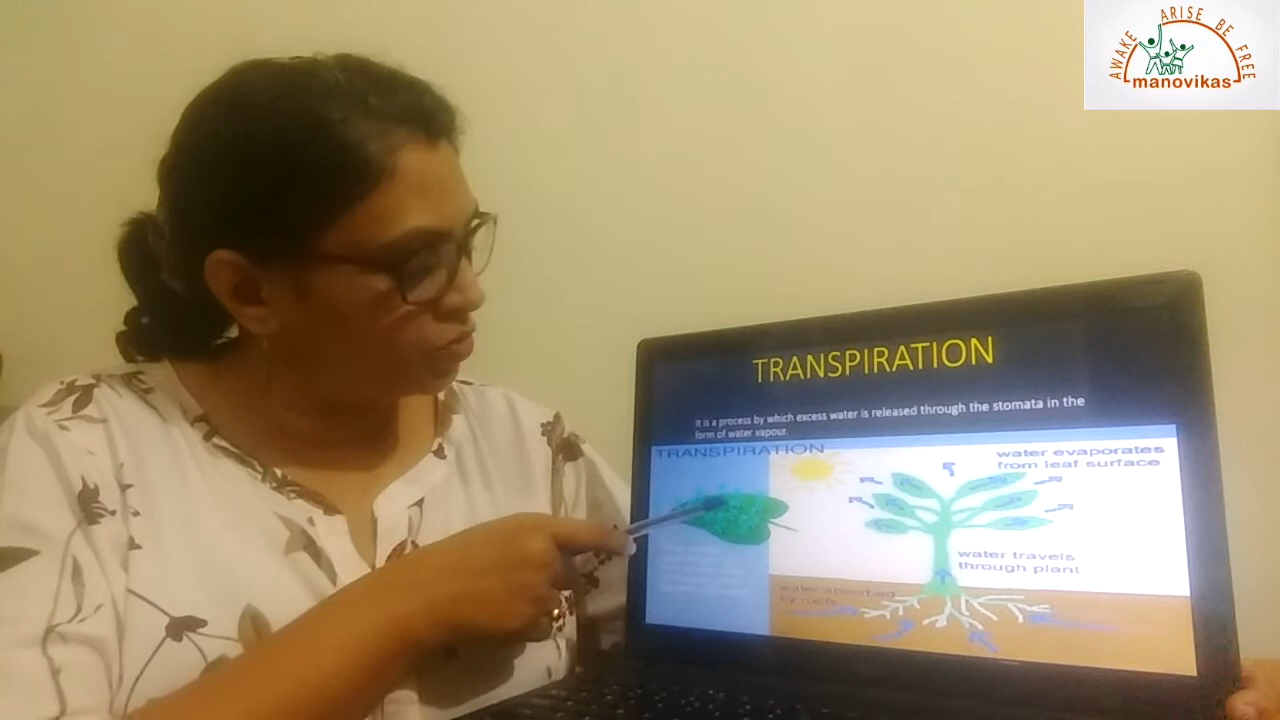 AWAKE ARISE BE FREE
manovikas
TRANSPIRATION
It is a process by which excess water is released through the stomata in the
form of water vapour.
TRANSPIRATION
water evaporates
from leaf surface
water travels
through plant
water absorbed
by roots